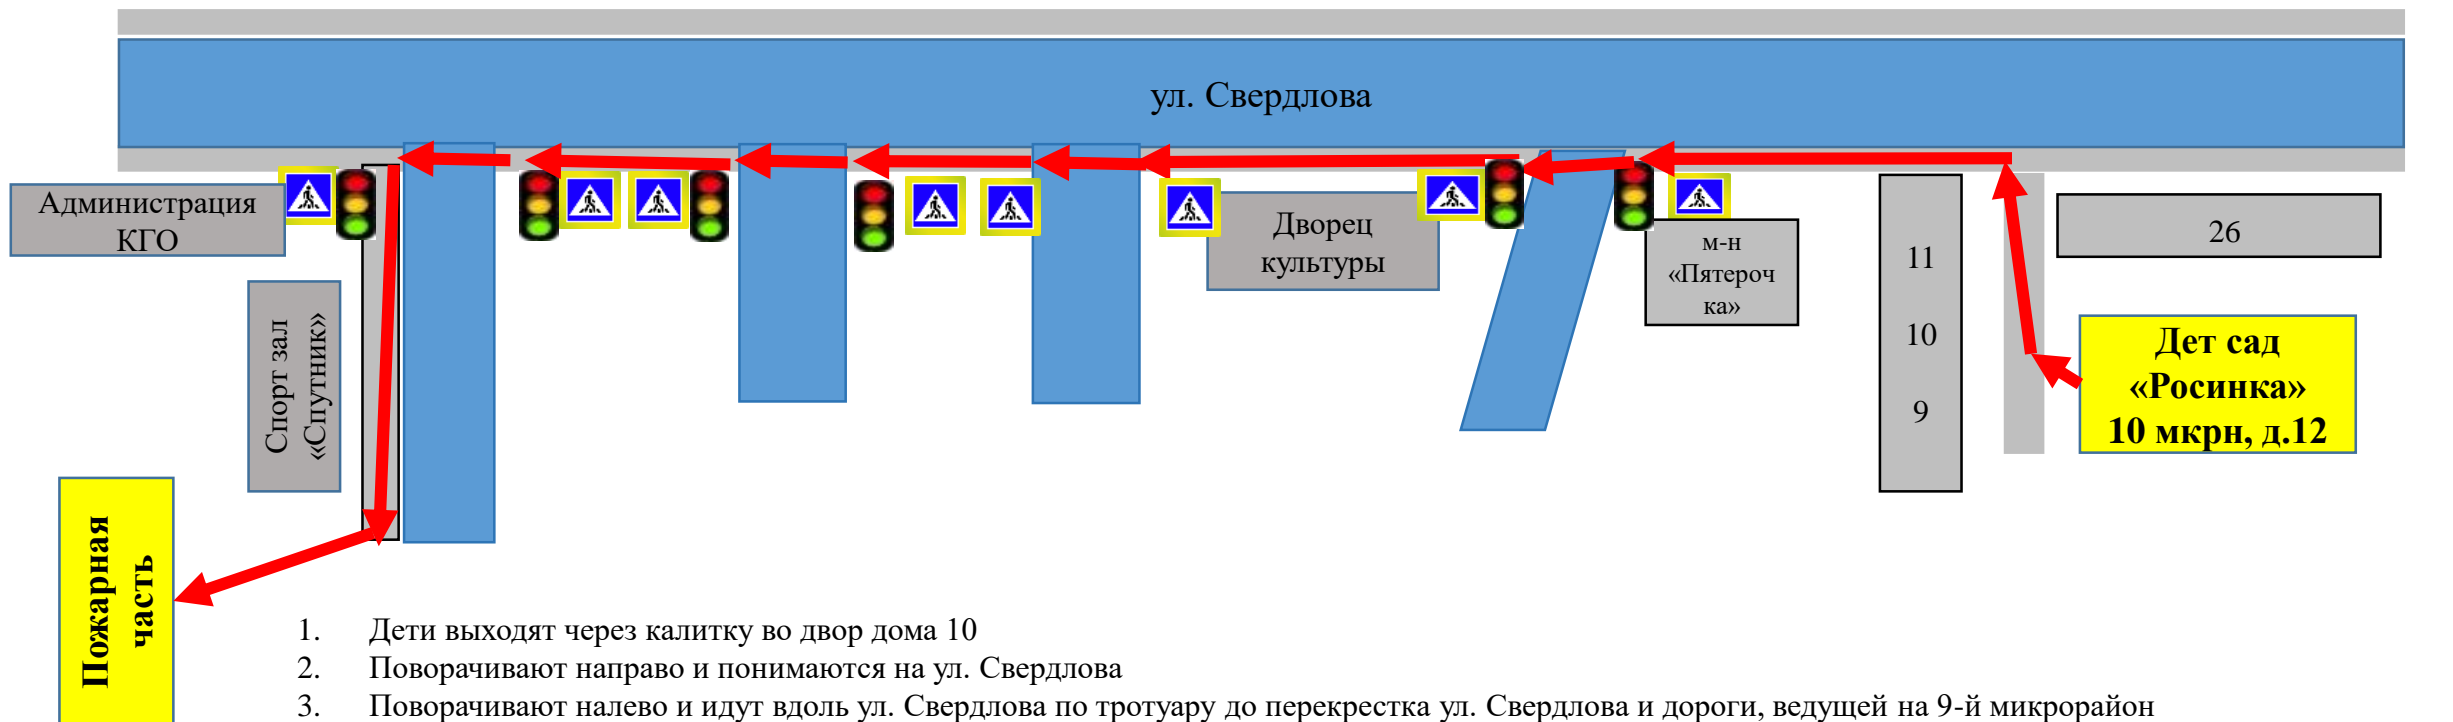 ул. Свердлова
Администрация
КГО
Дворец
культуры
м-н
«Пятероч
ка»
11
10
9
26
Спорт зал
«Спутник»
Дет сад
«Росинка»
10 мкрн, д.12
Пожарная
часть
1. Дети выходят через калитку во двор дома 10
2. Поворачивают направо и понимаются на ул. Свердлова
3. Поворачивают налево и идут вдоль ул. Свердлова по тротуару до перекрестка ул. Свердлова и дороги, ведущей на 9-й микрорайон